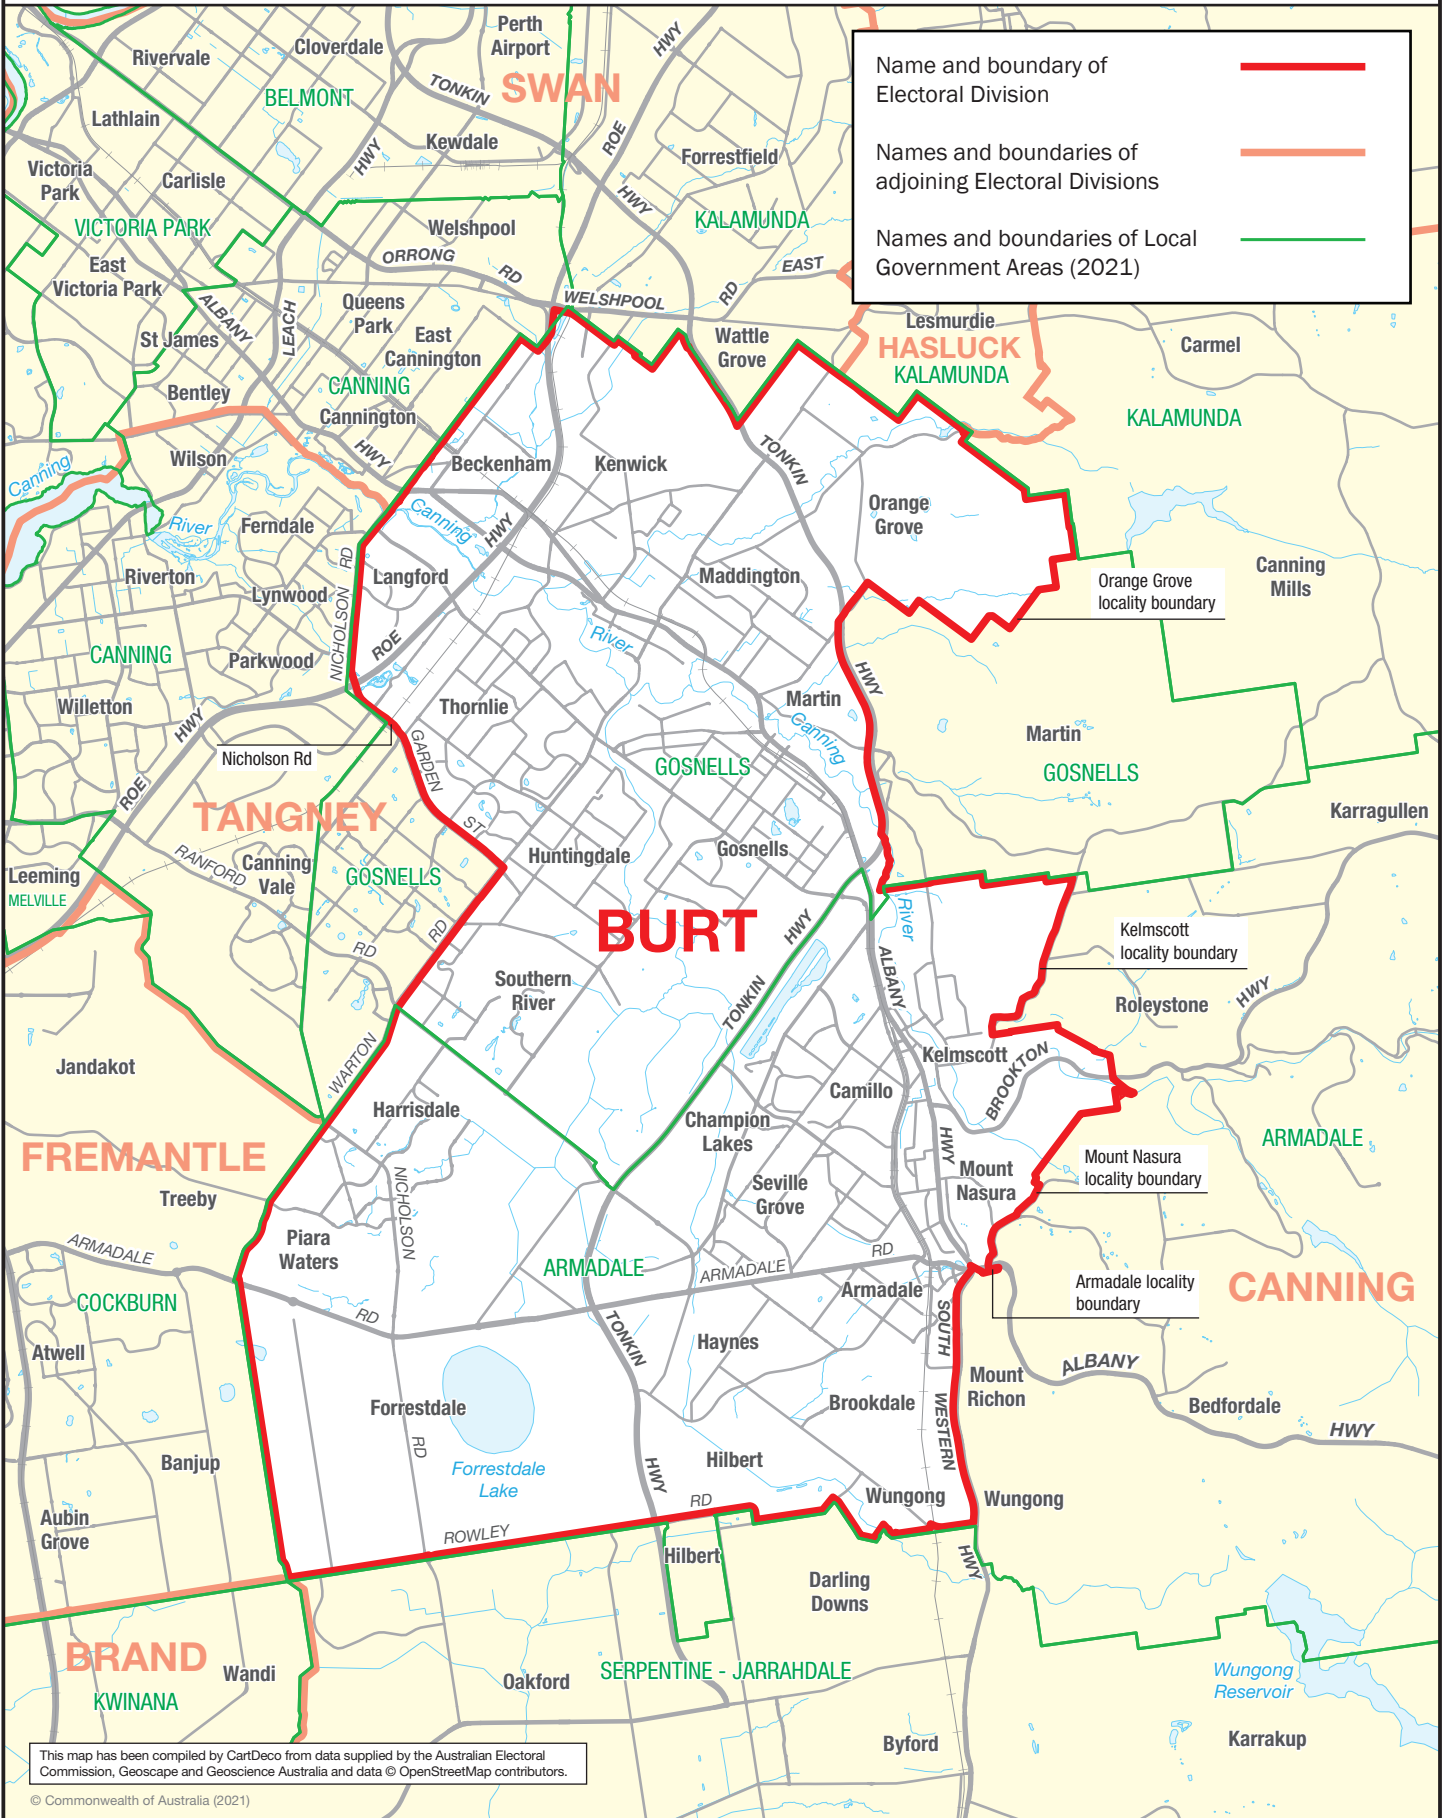 Perth
Airport
Cloverdale
Rivervale
SWAN
HWY
TONKIN
BELMONT
Lathlain
Kewdale
ROE
HWY
Forrestfield
Victoria
Park
Carlisle
HWY
KALAMUNDA
VICTORIA PARK
Welshpool
ORRONG
RD
EAST
RD
WELSHPOOL
East
Victoria Park
ALBANY
LEACH
Queens
Park
St James
East
Cannington
Wattle
Grove
Name and boundary of
Electoral Division
Names and boundaries of
adjoining Electoral Divisions
Names and boundaries of Local
Government Areas (2021)
Lesmurdie
HASLUCK
KALAMUNDA
Carmel
KALAMUNDA
Bentley
CANNING
Cannington
HWY
Wilson
Canning
River
Ferndale
Beckenham
Kenwick
TONKIN
Orange
Grove
Canning
HWY
Riverton
Lynwood
NICHOLSON
RD
Langford
Maddington
Canning
Mills
Orange Grove
locality boundary
CANNING
Parkwood
ROE
River
HWY
Willetton
HWY
Thornlie
Martin
Canning
Martin
Nicholson Rd
GARDEN
GOSNELLS
GOSNELLS
ROE
TANGNEY
ST
Karragullen
RANFORD
Canning
Vale
GOSNELLS
Huntingdale
Gosnells
Leeming
MELVILLE
BURT
HWY
River
RD
RD
Kelmscott
locality boundary
Southern
River
TONKIN
ALBANY
Roleystone
HWY
Jandakot
WARTON
Kelmscott
BROOKTON
Harrisdale
Camillo
Champion
Lakes
ARMADALE
FREMANTLE
Treeby
NICHOLSON
HWY
Mount
Nasura
Mount Nasura
locality boundary
Seville
Grove
Piara
Waters
ARMADALE
ARMADALE
ARMADALE
RD
CANNING
COCKBURN
RD
Armadale
Armadale locality
boundary
Atwell
TONKIN
Haynes
SOUTH
ALBANY
Mount
Richon
Forrestdale
Brookdale
Bedfordale
RD
WESTERN
HWY
Banjup
Forrestdale
Lake
HWY
Hilbert
Aubin
Grove
RD
Wungong
Wungong
ROWLEY
Hilbert
HWY
Darling
Downs
BRAND
Wandi
KWINANA
Oakford
SERPENTINE - JARRAHDALE
Wungong
Reservoir
Byford
Karrakup
This map has been compiled by CartDeco from data supplied by the Australian Electoral
Commission, Geoscape and Geoscience Australia and data © OpenStreetMap contributors.
© Commonwealth of Australia (2021)